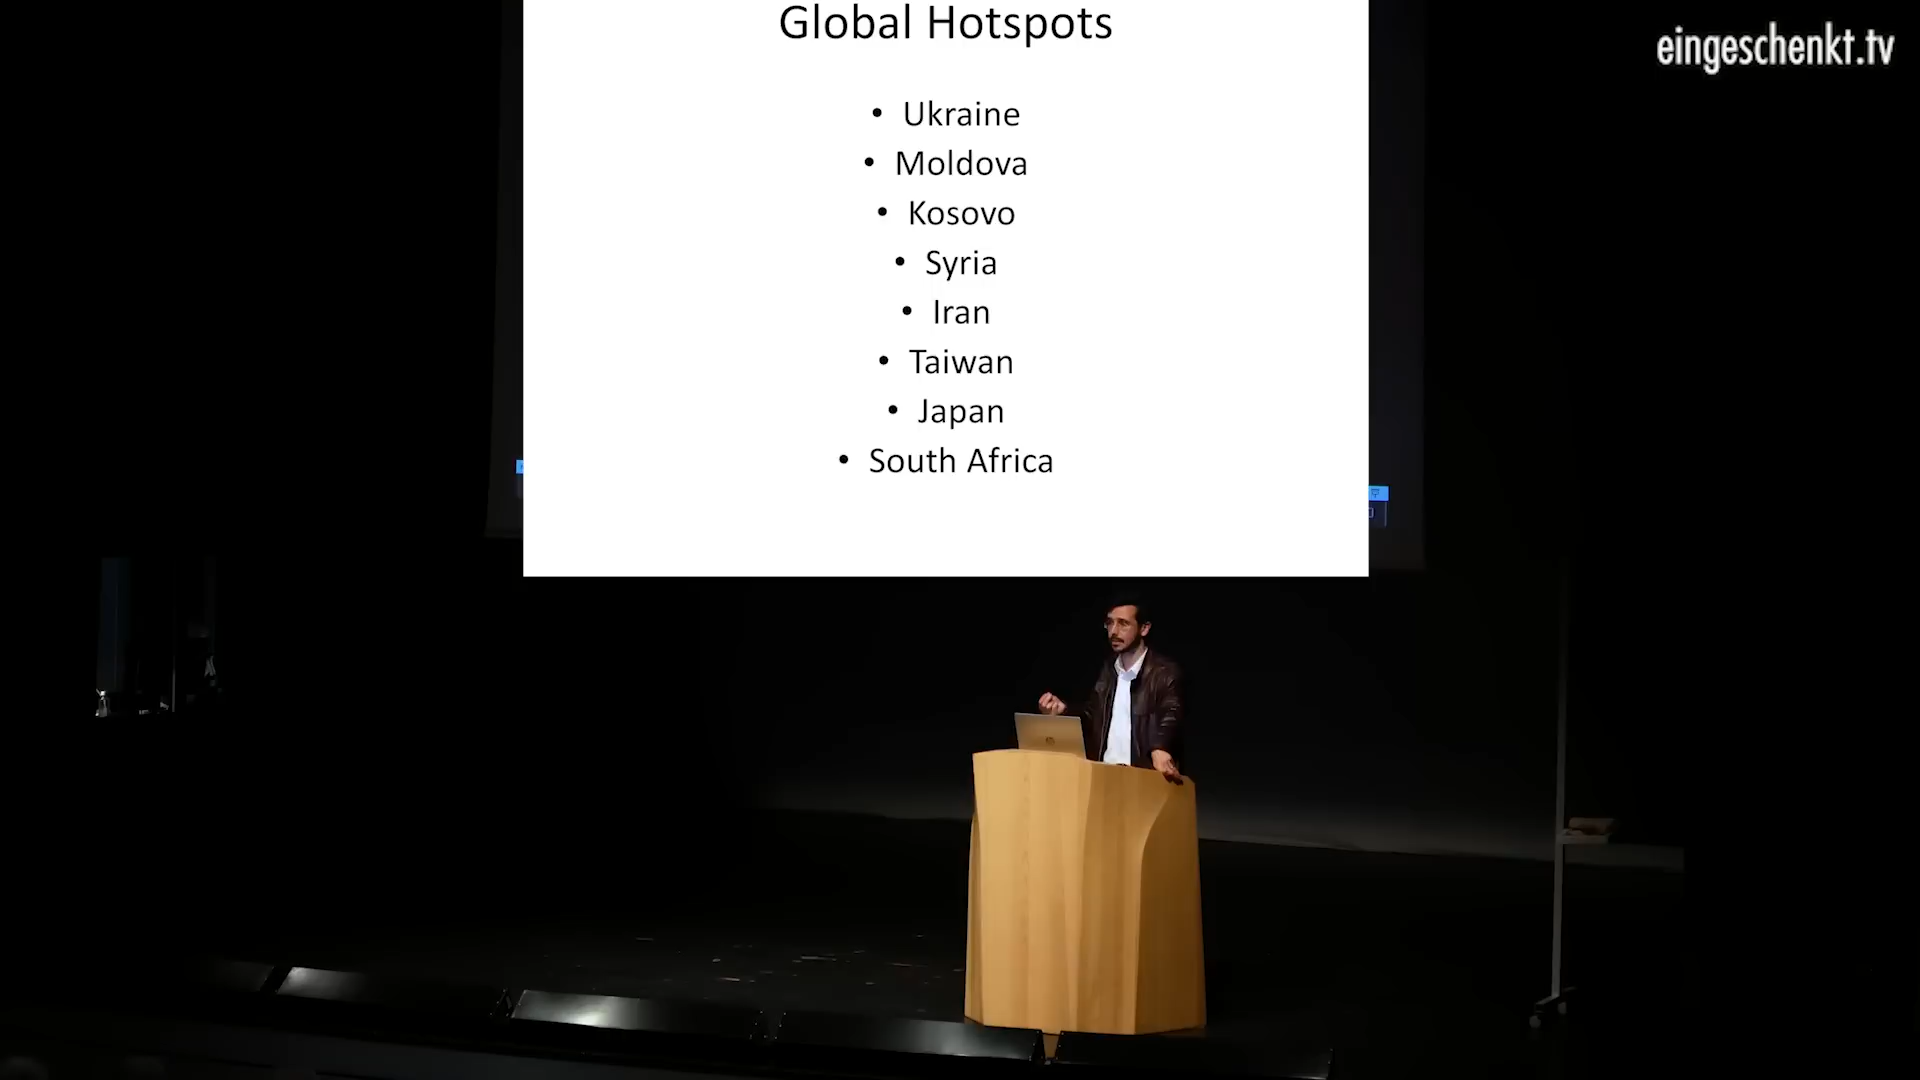 Global Hotspots
eingeschenkt.tv
• Ukraine
• Moldova
• Kosovo
• Syria
• Iran
• Taiwan
• Japan
• South Africa